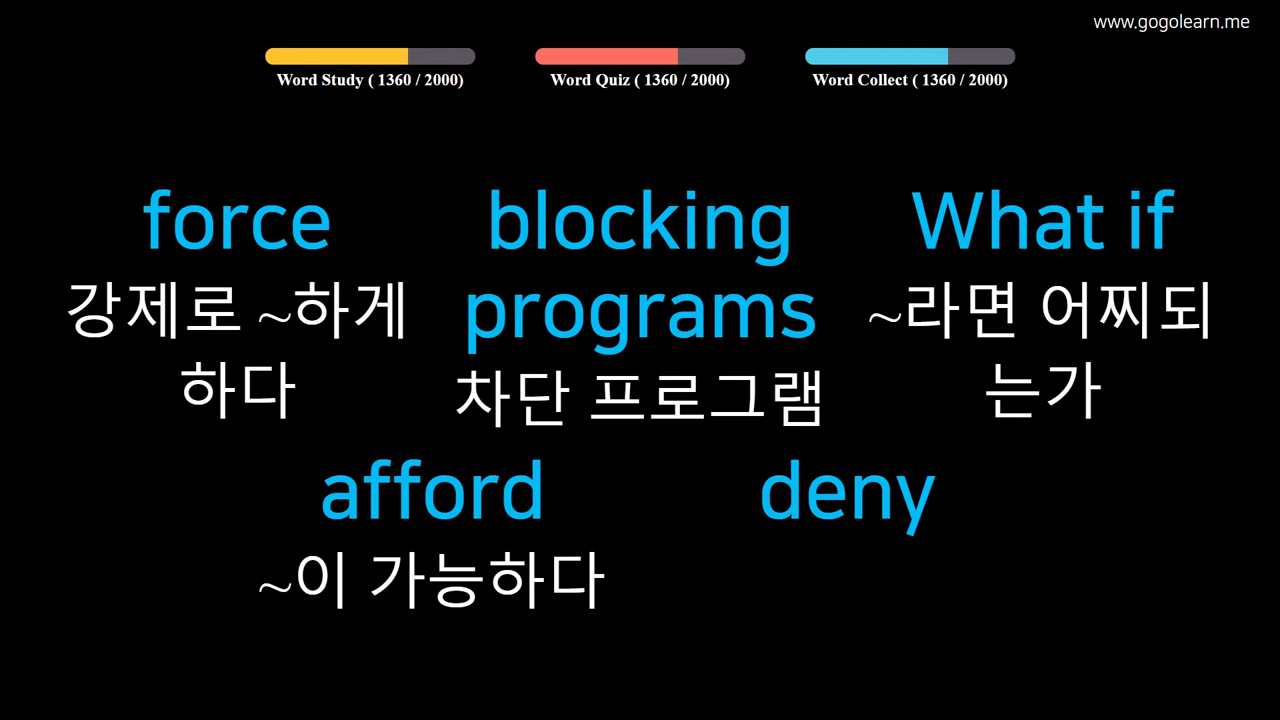 www.gogolearn.me
Word Study ( 1360 / 2000)
Word Quiz ( 1360 / 2000)
Word Collect ( 1360 / 2000)
force
강제로 ~하게
하다
blocking
programs
차단 프로그램
What if
~라면 어찌되
는가
afford
~이 가능하다
deny